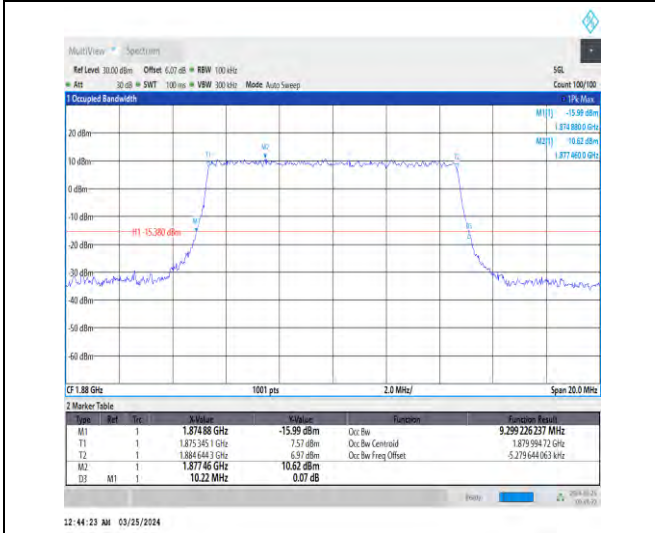 MultiView Spectrum
Ref Level 30.00 dBm Offset 6.07 dB RBW 100 kHz SGL
Att 30 dB SWT 100 ms VBW 300 kHz Mode Auto Sweep Count 100/100
1 Occupied Bandwidth 1Pk Max
M1[1] -15.99 dBm
1.874 880 0 GHz
M2[1] 10.62 dBm
1.877 460 0 GHz
20 dBm
10 dBm
0 dBm
-10 dBm
H1 -15.380 dBm
-20 dBm
-30 dBm
-40 dBm
-50 dBm
-60 dBm
T1
M2
T2
M1
D3
CF 1.88 GHz 1001 pts 2.0 MHz/ Span 20.0 MHz
2 Marker Table
Type Ref Trc X-Value Y-Value Function Function Result
M1 1 1.874 88 GHz -15.99 dBm Occ Bw 9.299 226 237 MHz
T1 1 1.875 345 1 GHz 7.57 dBm Occ Bw Centroid 1.879 994 72 GHz
T2 1 1.884 644 3 GHz 6.97 dBm Occ Bw Freq Offset -5.279 644 063 kHz
M2 1 1.877 46 GHz 10.62 dBm
D3 M1 1 10.22 MHz 0.07 dB
12:44:23 AM 03/25/2024